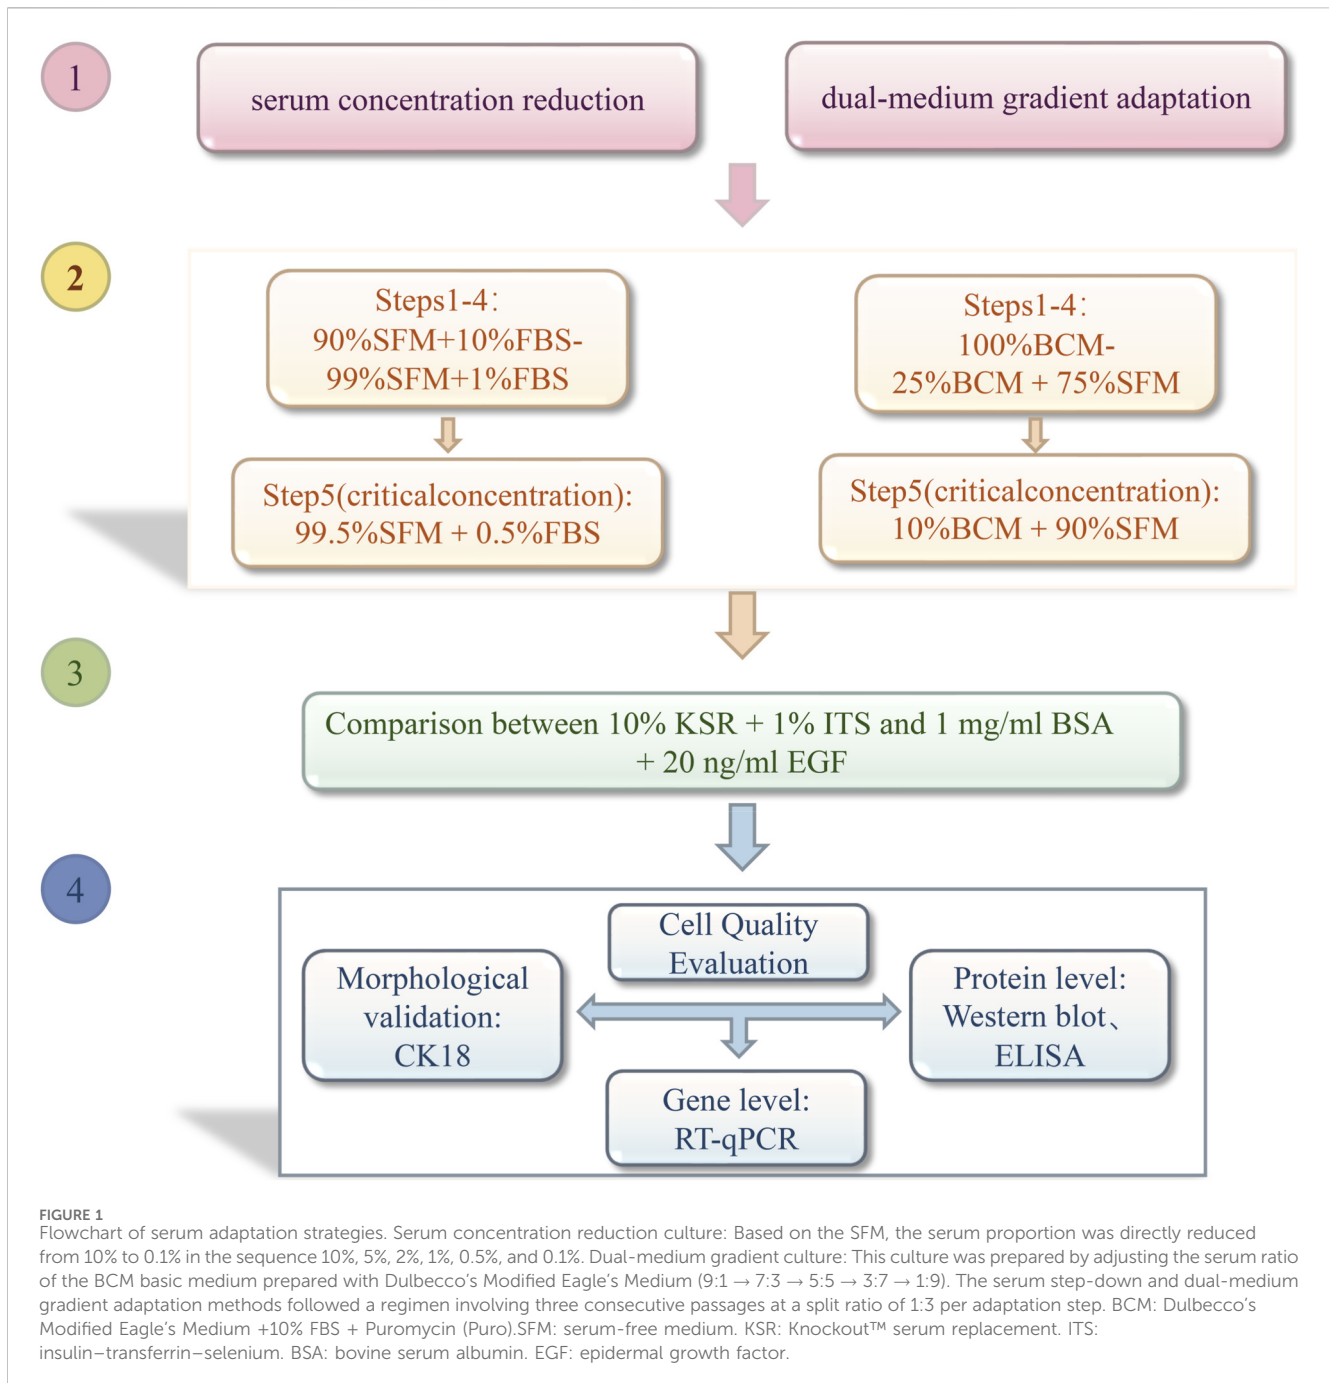 1
serum concentration reduction
dual-medium gradient adaptation
2
Steps1-4：
90%SFM+10%FBS-
99%SFM+1%FBS
Steps1-4：
100%BCM-
25%BCM + 75%SFM
Step5(criticalconcentration):
99.5%SFM + 0.5%FBS
Step5(criticalconcentration):
10%BCM + 90%SFM
3
Comparison between 10% KSR + 1% ITS and 1 mg/ml BSA
+ 20 ng/ml EGF
4
Cell Quality
Evaluation
Morphological
validation:
CK18
Protein level:
Western blot、
ELISA
Gene level:
RT-qPCR
FIGURE 1
Flowchart of serum adaptation strategies. Serum concentration reduction culture: Based on the SFM, the serum proportion was directly reduced
from 10% to 0.1% in the sequence 10%, 5%, 2%, 1%, 0.5%, and 0.1%. Dual-medium gradient culture: This culture was prepared by adjusting the serum ratio
of the BCM basic medium prepared with Dulbecco’s Modified Eagle’s Medium (9:1 → 7:3 → 5:5 → 3:7 → 1:9). The serum step-down and dual-medium
gradient adaptation methods followed a regimen involving three consecutive passages at a split ratio of 1:3 per adaptation step. BCM: Dulbecco’s
Modified Eagle’s Medium +10% FBS + Puromycin (Puro).SFM: serum-free medium. KSR: Knockout™ serum replacement. ITS:
insulin–transferrin–selenium. BSA: bovine serum albumin. EGF: epidermal growth factor.